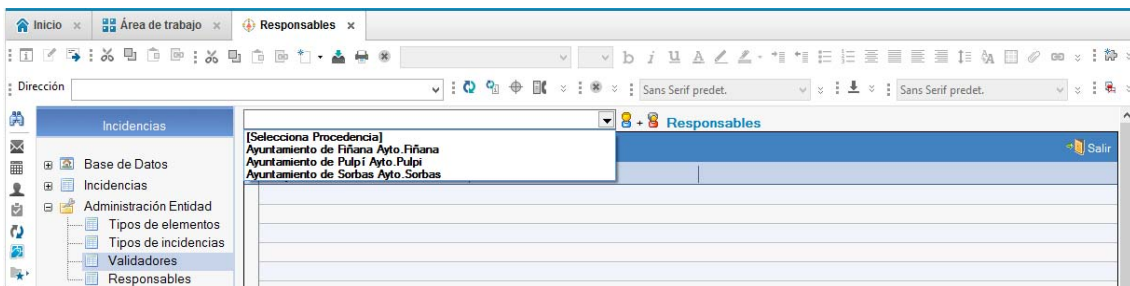 Inicio × Área de trabajo × Responsables ×
b i U A
Dirección Sans Serif predet. Sans Serif predet.
Incidencias
+ Responsables
[Selecciona Procedencia]
Ayuntamiento de Fiñana Ayto.Fiñana
Ayuntamiento de Pulpí Ayto.Pulpi
Ayuntamiento de Sorbas Ayto.Sorbas
Salir
Base de Datos
Incidencias
Administración Entidad
Tipos de elementos
Tipos de incidencias
Validadores
Responsables